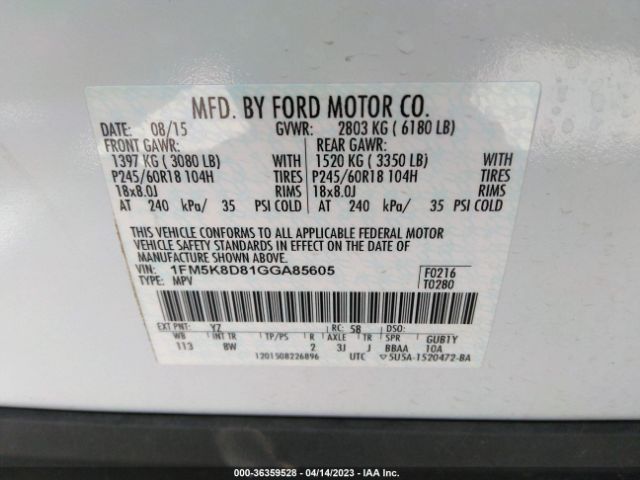 MFD. BY FORD MOTOR CO.
DATE: 08/15 GVWR: 2803 KG ( 6180 LB)
FRONT GAWR: REAR GAWR:
1397 KG ( 3080 LB) WITH 1520 KG ( 3350 LB) WITH
P245/60R18 104H TIRES P245/60R18 104H TIRES
18x8.0J RIMS 18x8.0J RIMS
AT 240 kPa/ 35 PSI COLD AT 240 kPa/ 35 PSI COLD
THIS VEHICLE CONFORMS TO ALL APPLICABLE FEDERAL MOTOR
VEHICLE SAFETY STANDARDS IN EFFECT ON THE DATE OF
MANUFACTURE SHOWN ABOVE.
VIN: 1FM5K8D81GGA85605 F0216
TYPE: MPV T0280
EXT PNT: YZ RC: 58 DSO:
WB INT TR TP/PS R AXLE TR SPR GUB1Y
113 8W 2 3J J BBAA 10A
1201508226896 UTC 5U5A-1520472-BA
000-36359528 - 04/14/2023 - IAA Inc.